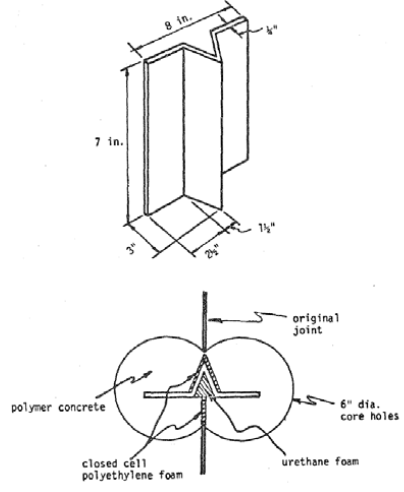 8 in.
¼"
7 in.
3"
2½"
1½"
original
joint
polymer concrete
6" dia.
core holes
closed cell
polyethylene foam
urethane foam